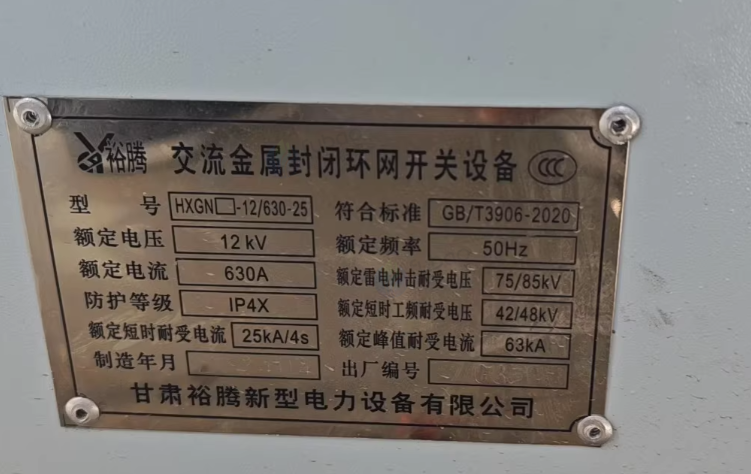 裕腾 交流金属封闭环网开关设备 CCC
型号 HXGN□-12/630-25 符合标准 GB/T3906-2020
额定电压 12kV 额定频率 50Hz
额定电流 630A 额定雷电冲击耐受电压 75/85kV
防护等级 IP4X 额定短时工频耐受电压 42/48kV
额定短时耐受电流 25kA/4s 额定峰值耐受电流 63kA
制造年月 出厂编号
甘肃裕腾新型电力设备有限公司